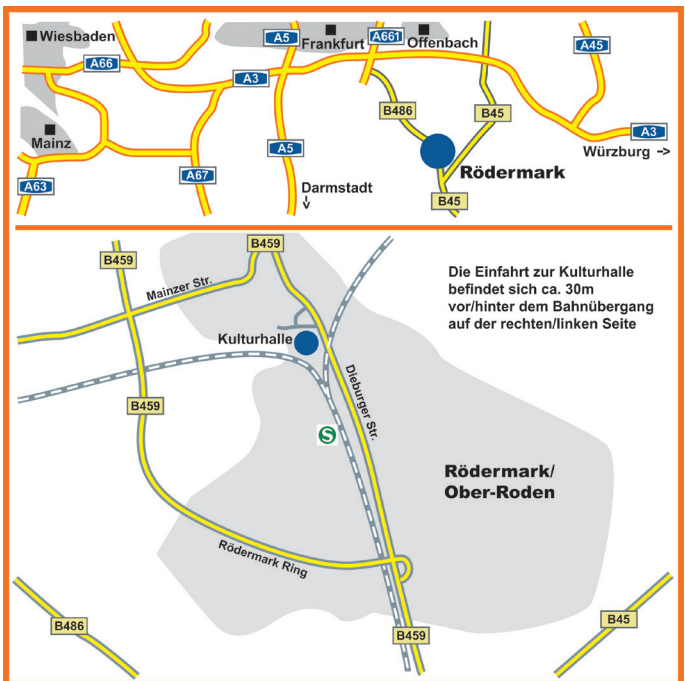 Wiesbaden
A5
A661
Frankfurt
Offenbach
A45
A66
A3
B486
B45
Mainz
A5
A3
Würzburg ->
A63
A67
Darmstadt
Rödermark
B45
B459
B459
Mainzer Str.
Die Einfahrt zur Kulturhalle
befindet sich ca. 30m
vor/hinter dem Bahnübergang
auf der rechten/linken Seite
Kulturhalle
Dieburger Str.
B459
S
Rödermark/
Ober-Roden
Rödermark Ring
B486
B459
B45